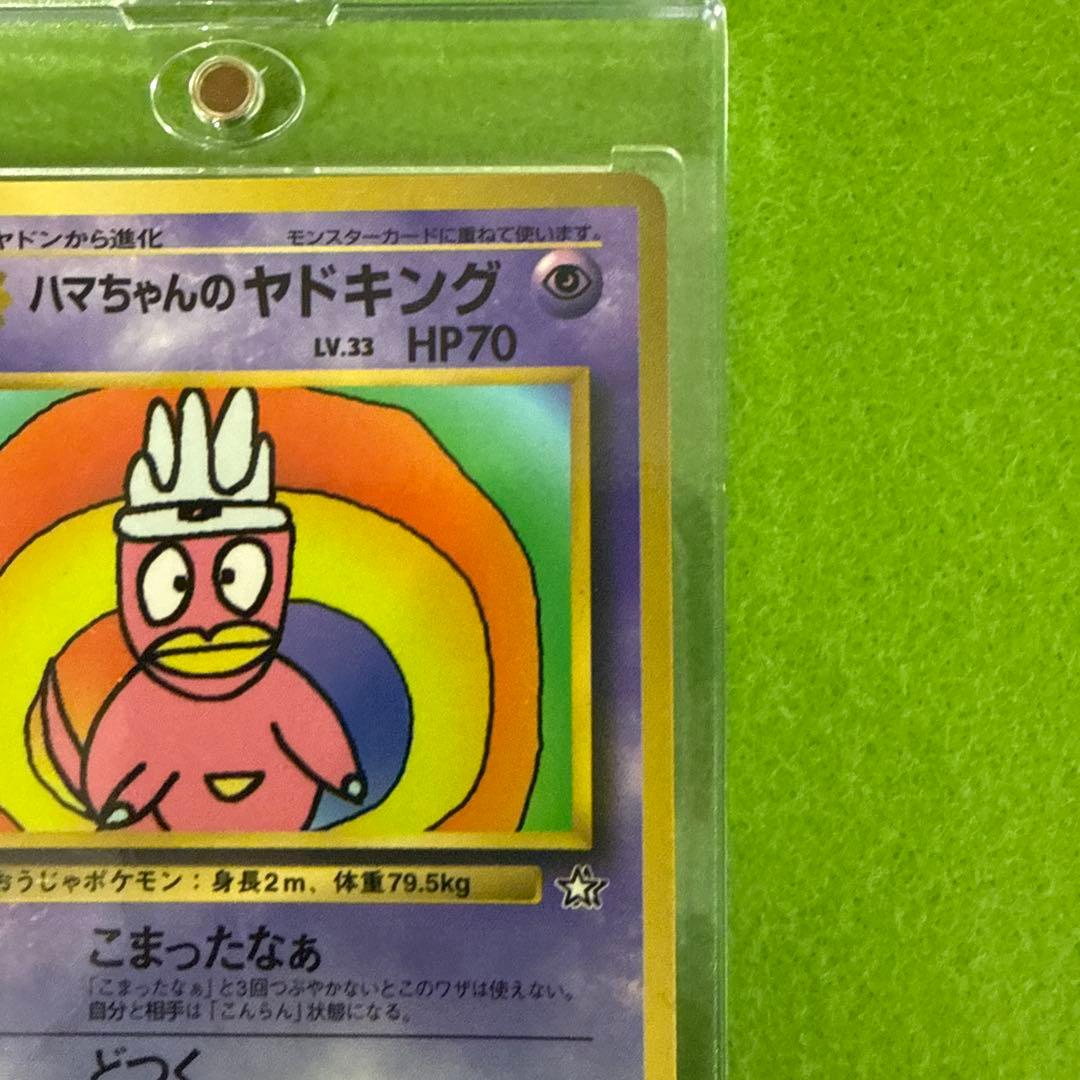 ヤドンから進化
モンスターカードに重ねて使います。
ハマちゃんのヤドキング
LV.33 HP70
おうじゃポケモン：身長2m、体重79.5kg
こまったなぁ
「こまったなぁ」と3回つぶやかないとこのワザは使えない。
自分と相手は「こんらん」状態になる。
どつく